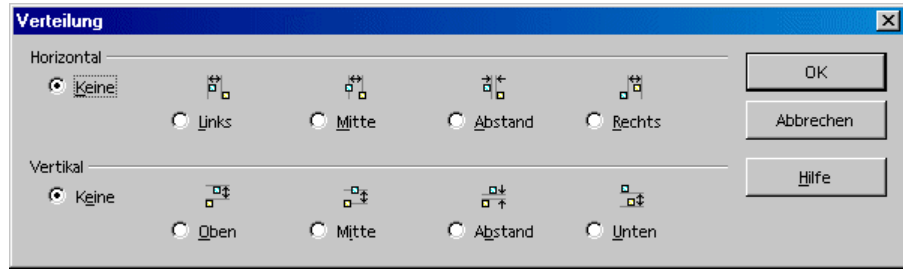 Verteilung
Horizontal
Keine
Links
Mitte
Abstand
Rechts
Vertikal
Keine
Oben
Mitte
Abstand
Unten
OK
Abbrechen
Hilfe